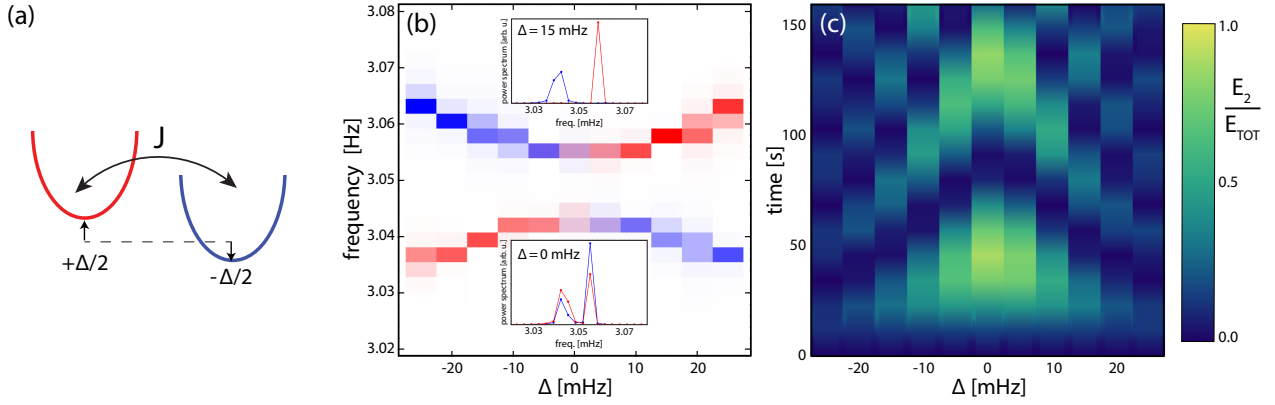 (a)
J
+Δ/2
-Δ/2
(b)
frequency [Hz]
3.08
3.07
3.06
3.05
3.04
3.03
3.02
-20
-10
0
10
20
Δ [mHz]
Δ = 15 mHz
power spectrum [arb. u.]
3.03
3.05
3.07
freq. [mHz]
Δ = 0 mHz
power spectrum [arb. u.]
3.03
3.05
3.07
freq. [mHz]
(c)
time [s]
150
100
50
0
-20
-10
0
10
20
Δ [mHz]
1.0
0.5
0.0
E2
ETOT